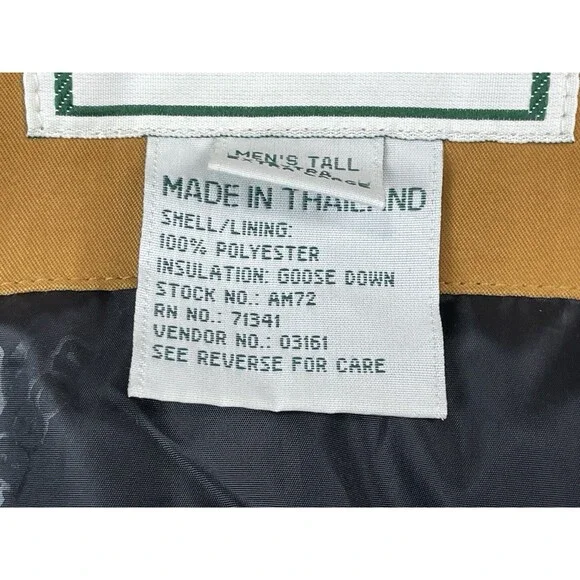 MEN'S TALL
MADE IN THAILAND
SHELL/LINING:
100% POLYESTER
INSULATION: GOOSE DOWN
STOCK NO.: AM72
RN NO.: 71341
VENDOR NO.: 03161
SEE REVERSE FOR CARE